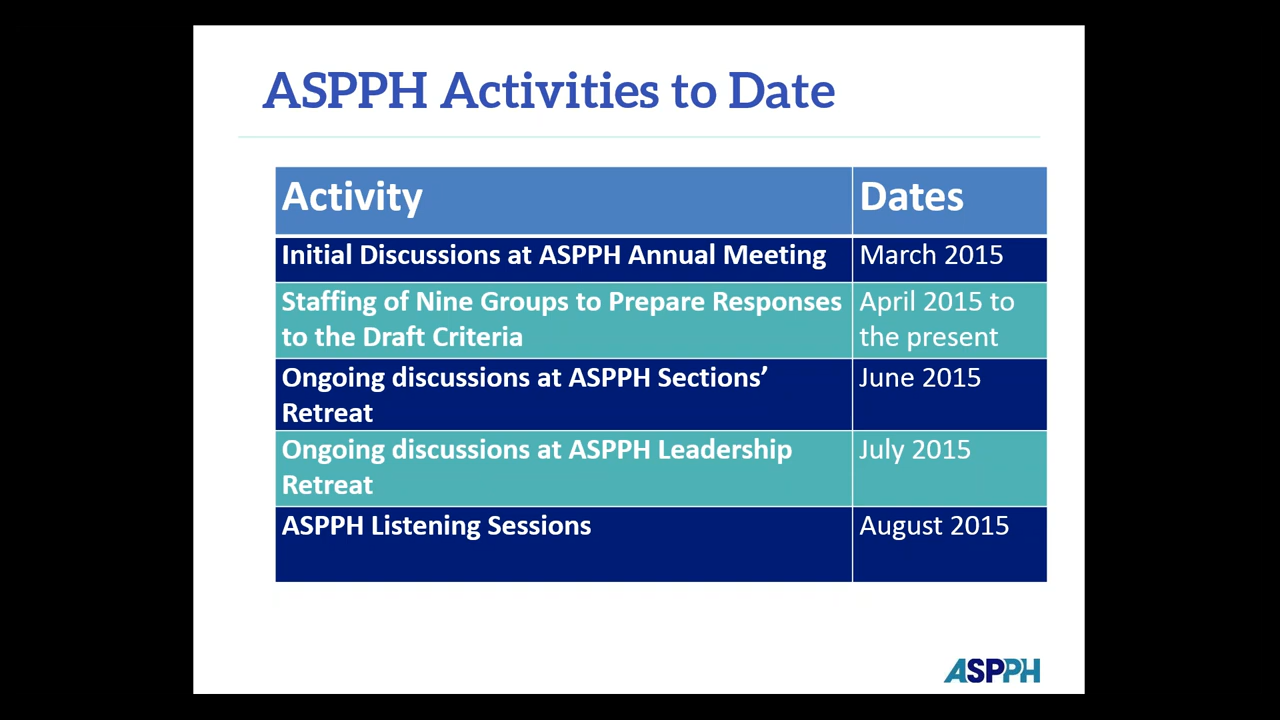 ASPPH Activities to Date
Activity
Dates
Initial Discussions at ASPPH Annual Meeting
March 2015
Staffing of Nine Groups to Prepare Responses
to the Draft Criteria
April 2015 to
the present
Ongoing discussions at ASPPH Sections’
Retreat
June 2015
Ongoing discussions at ASPPH Leadership
Retreat
July 2015
ASPPH Listening Sessions
August 2015
ASPPH